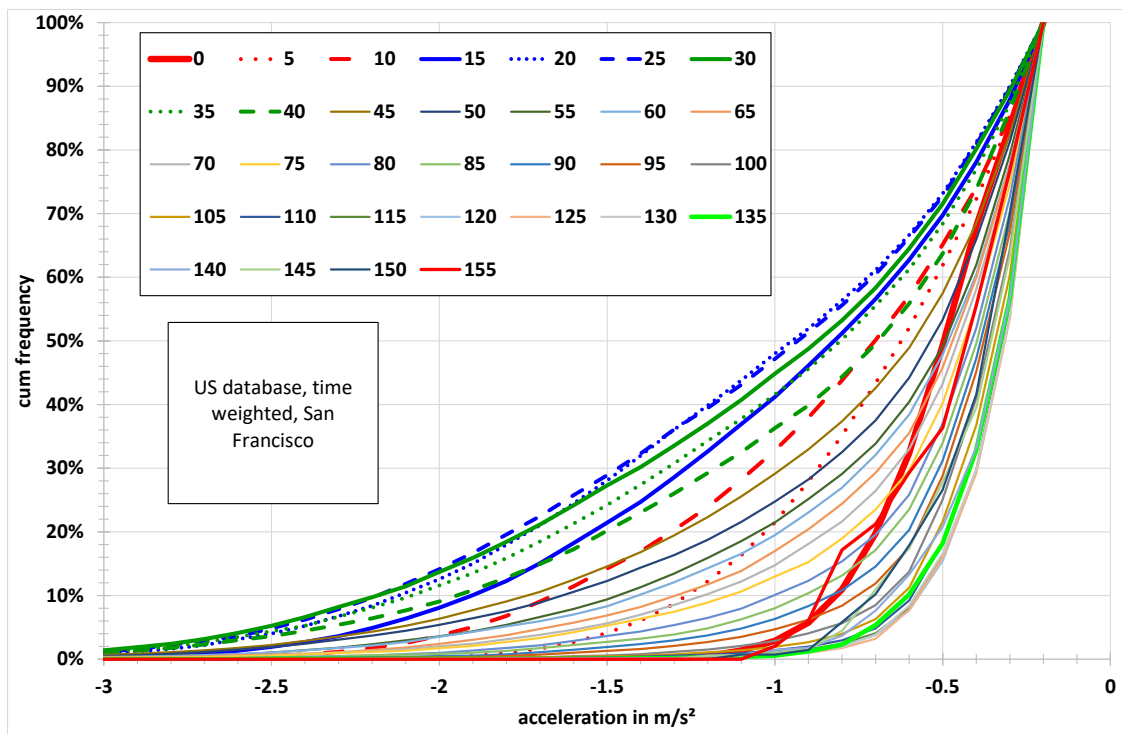 100%
90%
80%
70%
60%
50%
40%
30%
20%
10%
0%
cum frequency
0 5 10 15 20 25 30
35 40 45 50 55 60 65
70 75 80 85 90 95 100
105 110 115 120 125 130 135
140 145 150 155
US database, time
weighted, San
Francisco
-3 -2.5 -2 -1.5 -1 -0.5 0
acceleration in m/s²